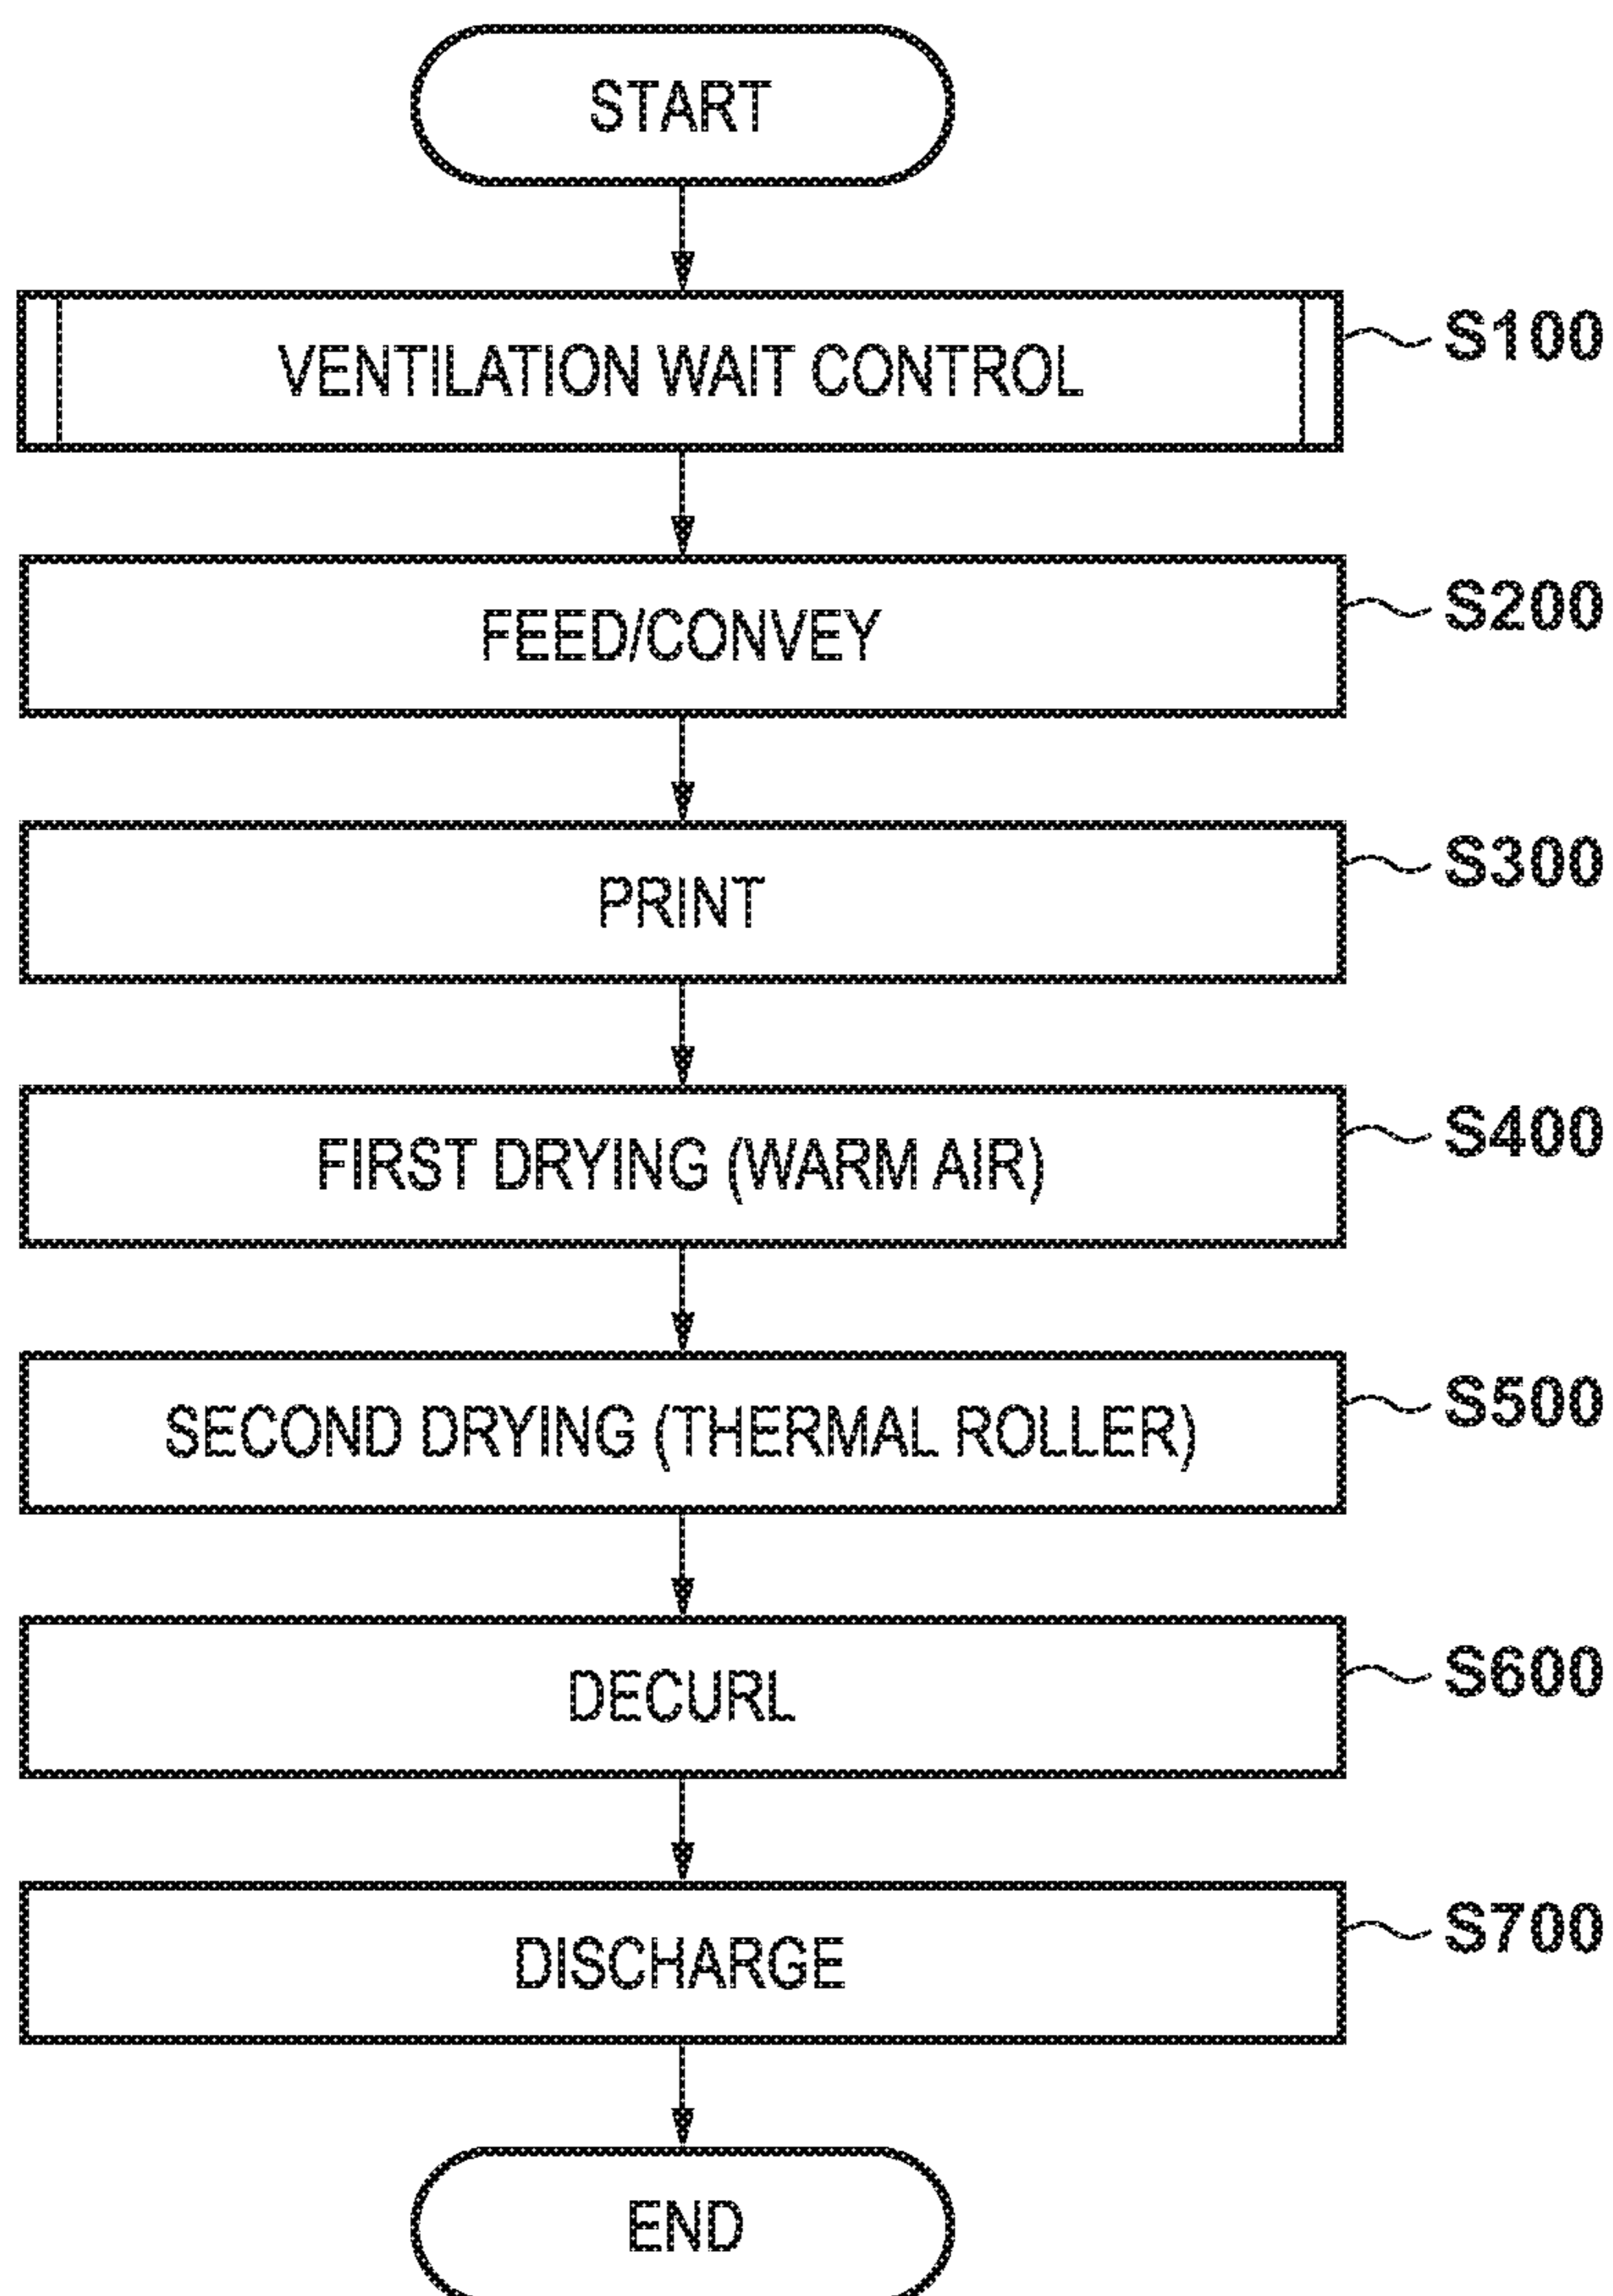 START
VENTILATION WAIT CONTROL
S100
FEED/CONVEY
S200
PRINT
S300
FIRST DRYING (WARM AIR)
S400
SECOND DRYING (THERMAL ROLLER)
S500
DECURL
S600
DISCHARGE
S700
END